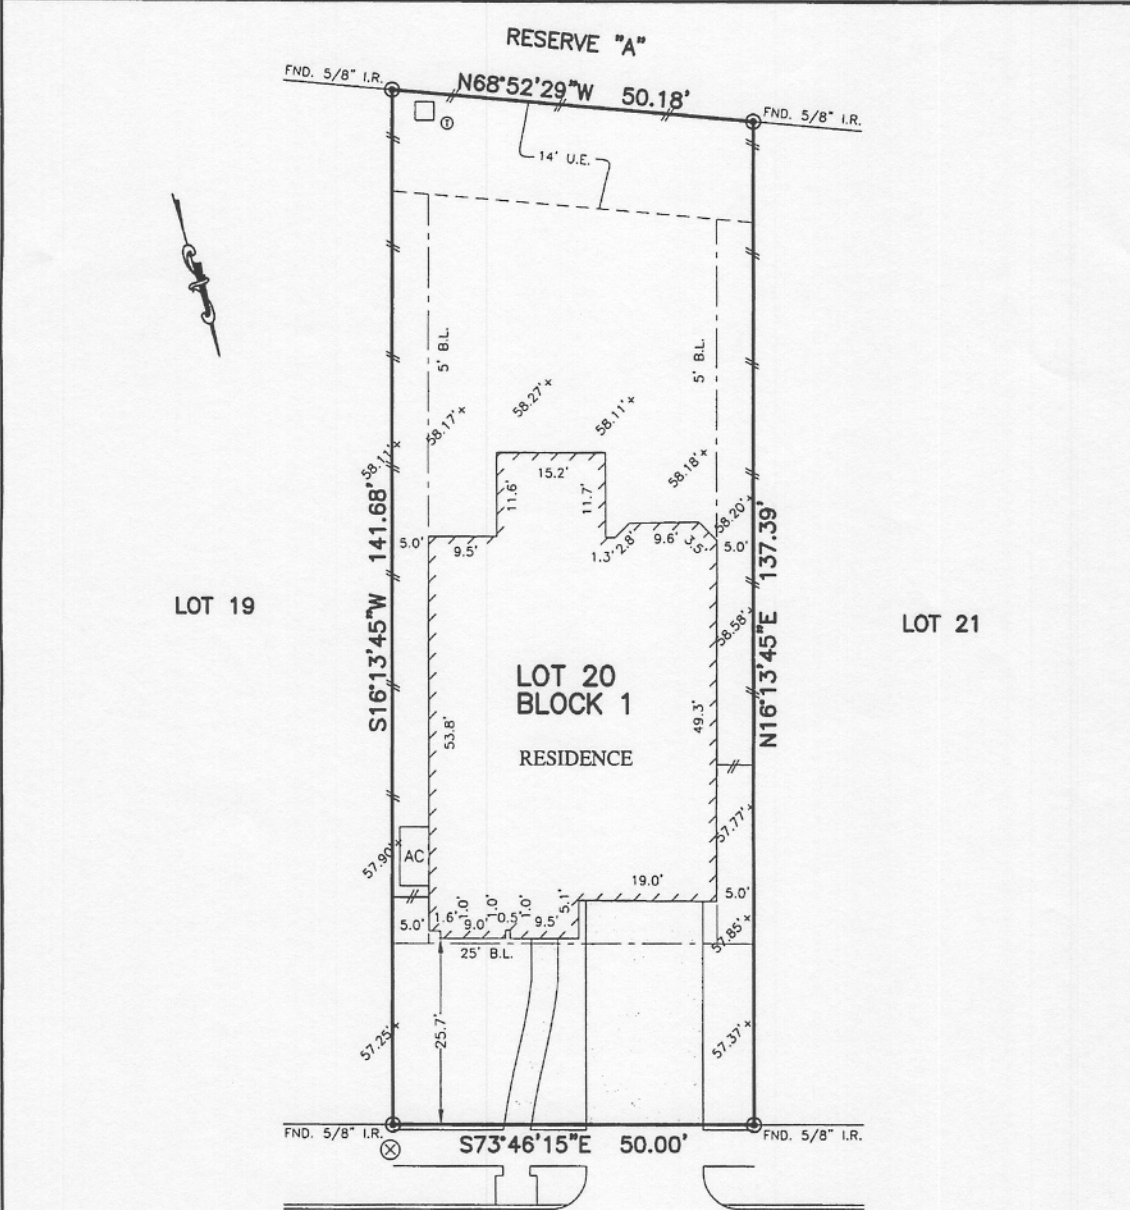 RESERVE "A"
FND. 5/8" I.R.
N68°52'29"W 50.18'
FND. 5/8" I.R.
14' U.E.
5' B.L.
5' B.L.
58.27'
58.17'
58.11'
58.11'
58.18'
58.20'
15.2'
11.6'
11.7'
5.0'
9.5'
1.3'
2.8'
9.6'
3.5'
5.0'
S16°13'45"W 141.68'
N16°13'45"E 137.39'
LOT 19
LOT 21
58.58'
LOT 20
BLOCK 1
RESIDENCE
53.8'
49.3'
57.77'
57.90'
AC
19.0'
5.0'
5.0'
1.6'
1.0'
9.0'
1.0'
0.5'
1.0'
9.5'
5.1'
57.85'
25' B.L.
25.7'
57.25'
57.37'
FND. 5/8" I.R.
S73°46'15"E 50.00'
FND. 5/8" I.R.